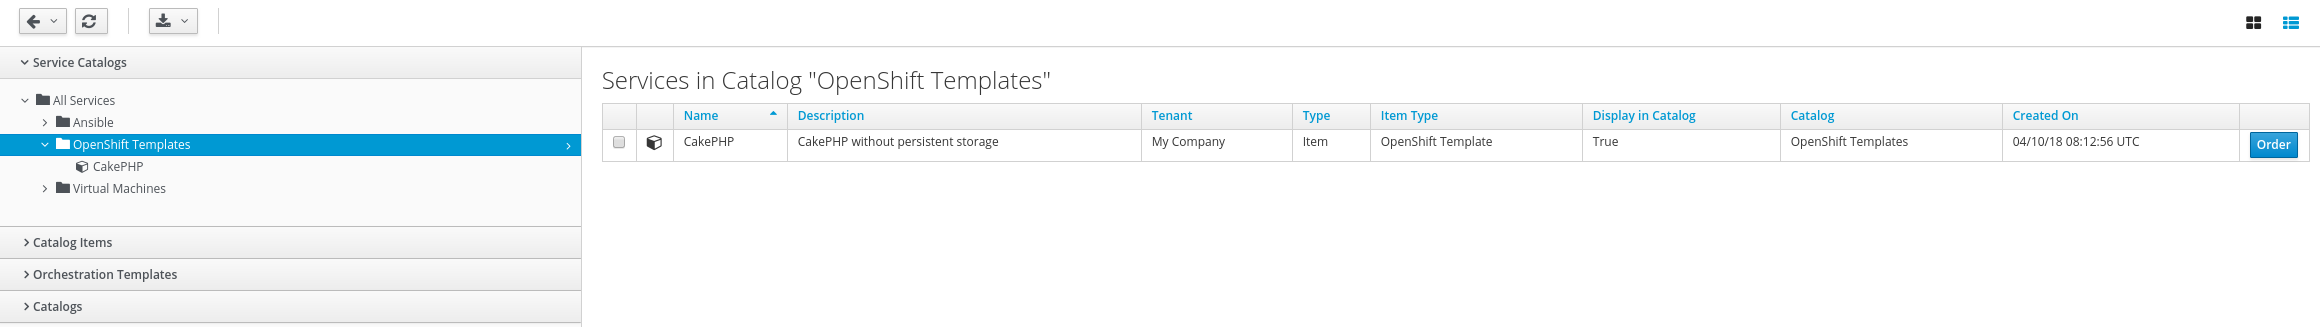 Service Catalogs
All Services
Ansible
OpenShift Templates
CakePHP
Virtual Machines
Catalog Items
Orchestration Templates
Catalogs
Services in Catalog "OpenShift Templates"
Name Description Tenant Type Item Type Display in Catalog Catalog Created On
CakePHP CakePHP without persistent storage My Company Item OpenShift Template True OpenShift Templates 04/10/18 08:12:56 UTC Order